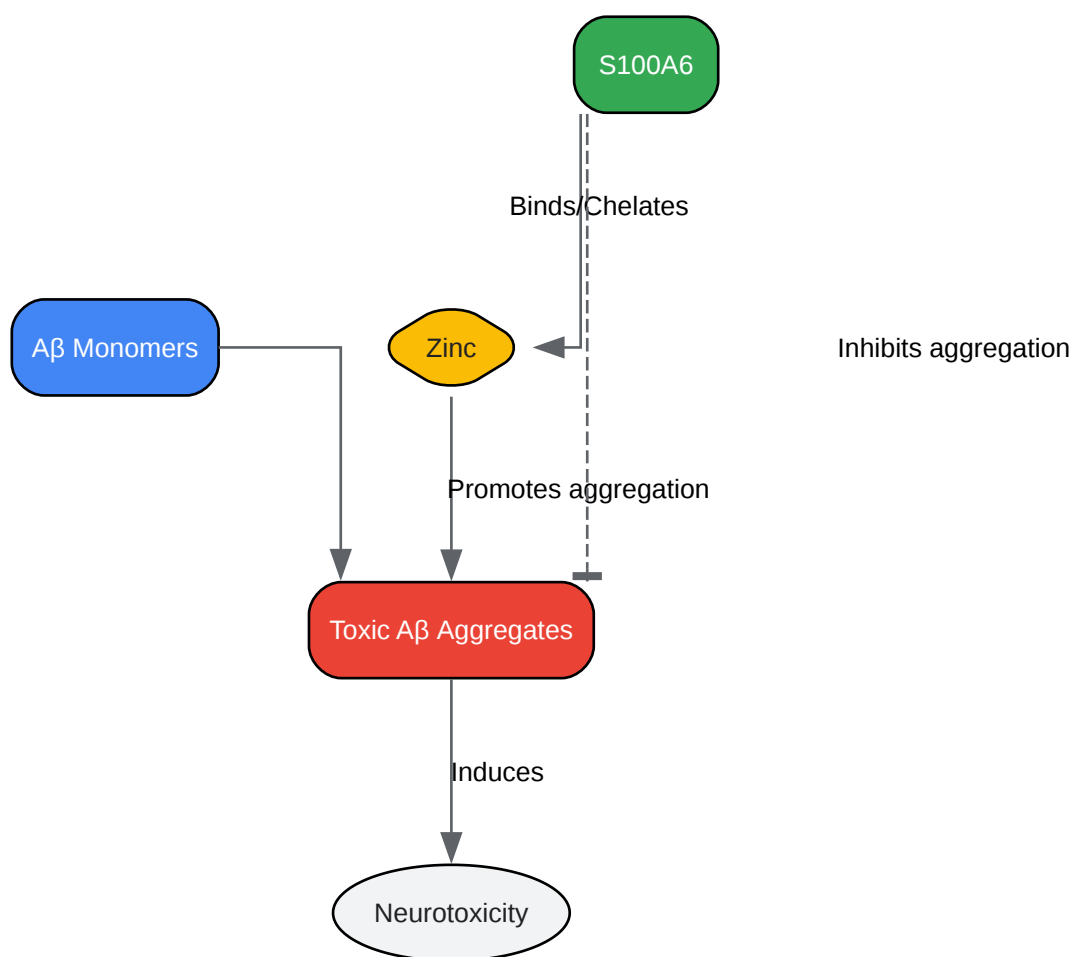 S100A6
Binds/Chelates
Aβ Monomers
Zinc
Inhibits aggregation
Promotes aggregation
Toxic Aβ Aggregates
Induces
Neurotoxicity